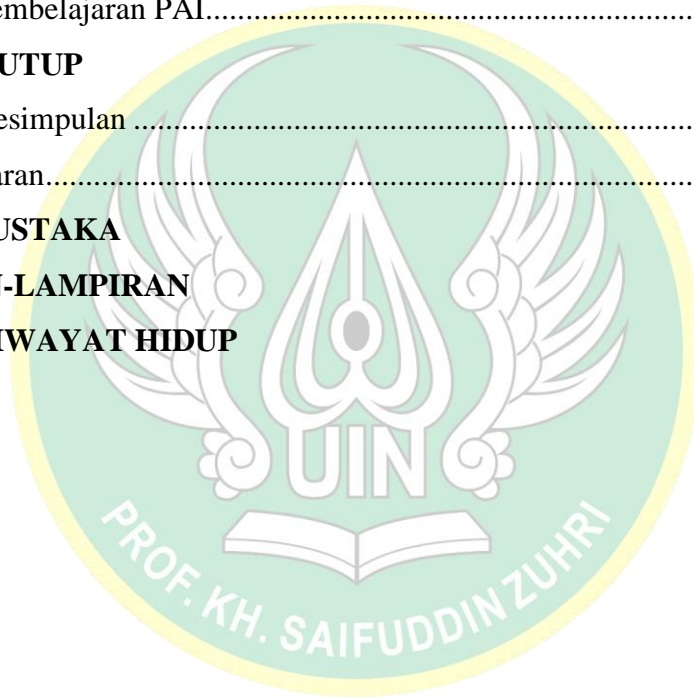 embelajaran PAI.......................................................................
UTUP
esimpulan .................................................................................
aran............................................................................................
USTAKA
N-LAMPIRAN
IWAYAT HIDUP
UIN
PROF. KH. SAIFUDDIN ZUHRI